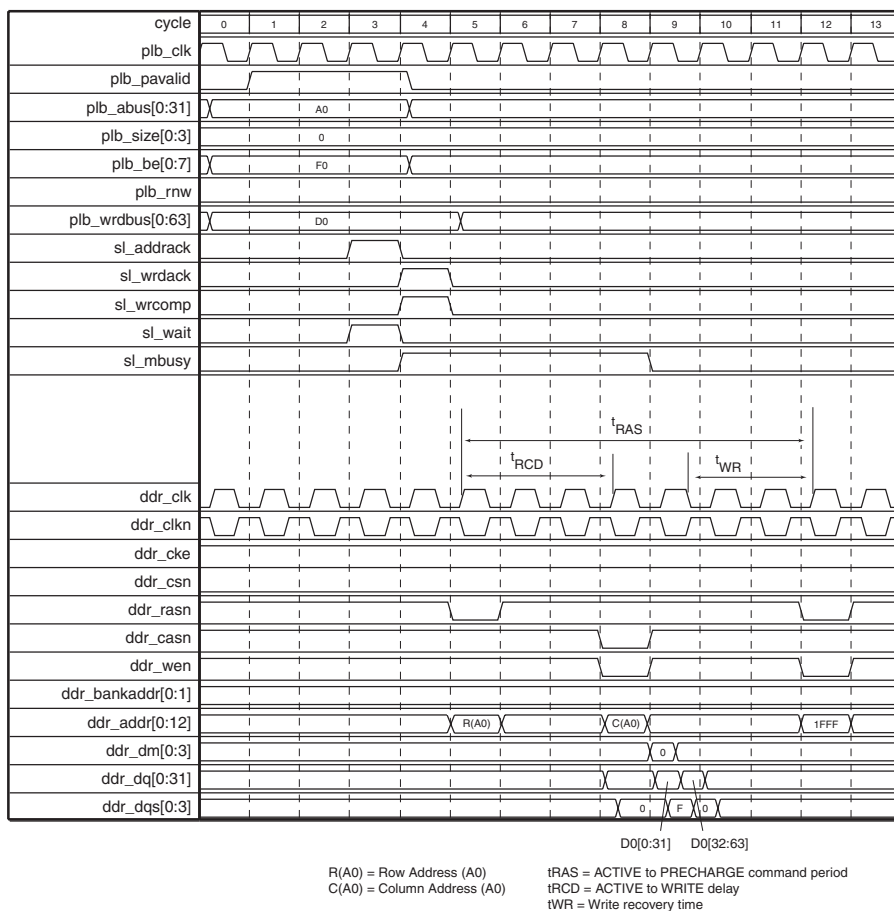 cycle 0 1 2 3 4 5 6 7 8 9 10 11 12 13
plb_clk
plb_pavalid
plb_abus[0:31] A0
plb_size[0:3] 0
plb_be[0:7] F0
plb_rnw
plb_wrdbus[0:63] D0
sl_addrack
sl_wrdack
sl_wrcomp
sl_wait
sl_mbusy
tRAS
tRCD tWR
ddr_clk
ddr_clkn
ddr_cke
ddr_csn
ddr_rasn
ddr_casn
ddr_wen
ddr_bankaddr[0:1]
ddr_addr[0:12] R(A0) C(A0) 1FFF
ddr_dm[0:3] 0
ddr_dq[0:31]
ddr_dqs[0:3] 0 F 0
D0[0:31] D0[32:63]
R(A0) = Row Address (A0) tRAS = ACTIVE to PRECHARGE command period
C(A0) = Column Address (A0) tRCD = ACTIVE to WRITE delay
tWR = Write recovery time